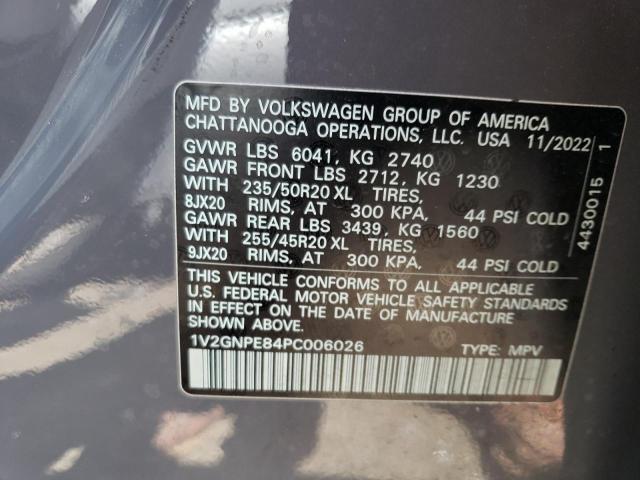 MFD BY VOLKSWAGEN GROUP OF AMERICA
CHATTANOOGA OPERATIONS, LLC. USA 11/2022
GVWR LBS 6041, KG 2740
GAWR FRONT LBS 2712, KG 1230
WITH 235/50R20 XL TIRES,
8JX20 RIMS, AT 300 KPA, 44 PSI COLD
GAWR REAR LBS 3439, KG 1560
WITH 255/45R20 XL TIRES,
9JX20 RIMS, AT 300 KPA, 44 PSI COLD
THIS VEHICLE CONFORMS TO ALL APPLICABLE
U.S. FEDERAL MOTOR VEHICLE SAFETY STANDARDS
IN EFFECT ON THE DATE OF MANUFACTURE
SHOWN ABOVE.
1V2GNPE84PC006026 TYPE: MPV
4430015 1